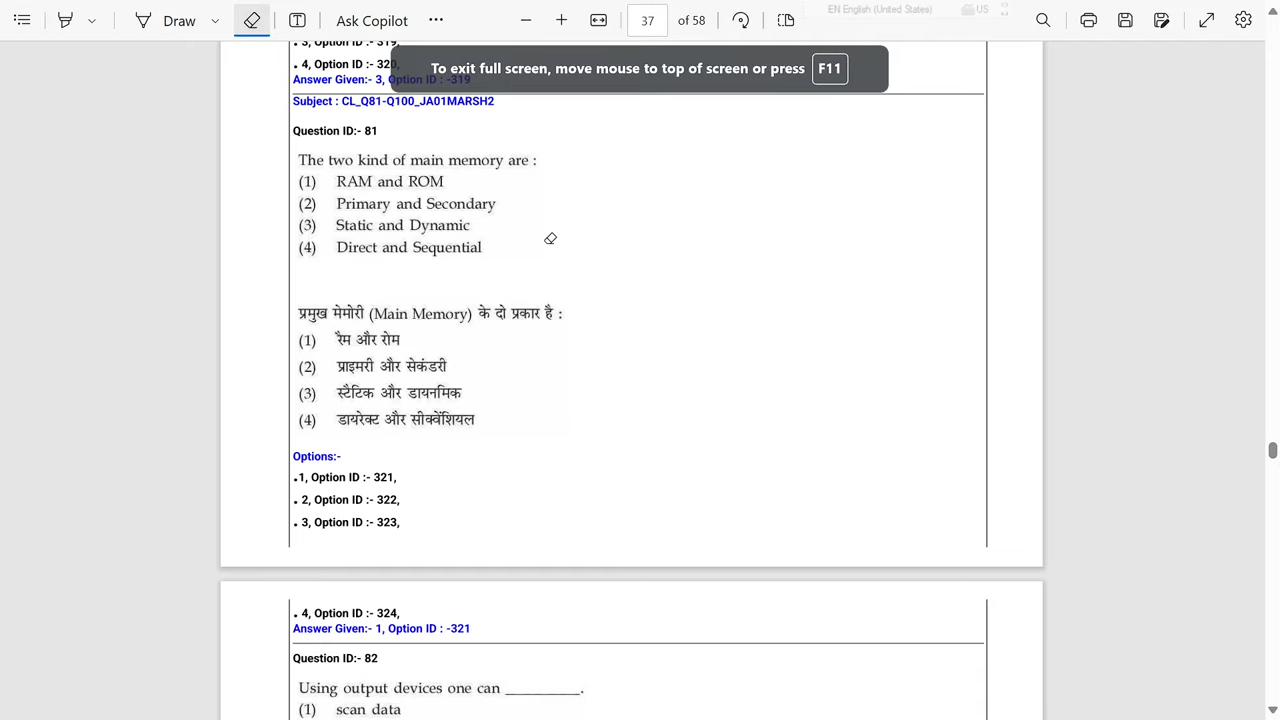 Draw
Ask Copilot
37 of 58
EN English (United States) US
. 3, Option ID :- 319,
. 4, Option ID :- 320,
To exit full screen, move mouse to top of screen or press F11
Answer Given:- 3, Option ID : -319
Subject : CL_Q81-Q100_JA01MARSH2
Question ID:- 81
The two kind of main memory are :
(1) RAM and ROM
(2) Primary and Secondary
(3) Static and Dynamic
(4) Direct and Sequential
प्रमुख मेमोरी (Main Memory) के दो प्रकार है :
(1) रैम और रोम
(2) प्राइमरी और सेकंडरी
(3) स्टैटिक और डायनमिक
(4) डायरेक्ट और सीक्वेंशियल
Options:-
.1, Option ID :- 321,
. 2, Option ID :- 322,
. 3, Option ID :- 323,
. 4, Option ID :- 324,
Answer Given:- 1, Option ID : -321
Question ID:- 82
Using output devices one can __________.
(1) scan data